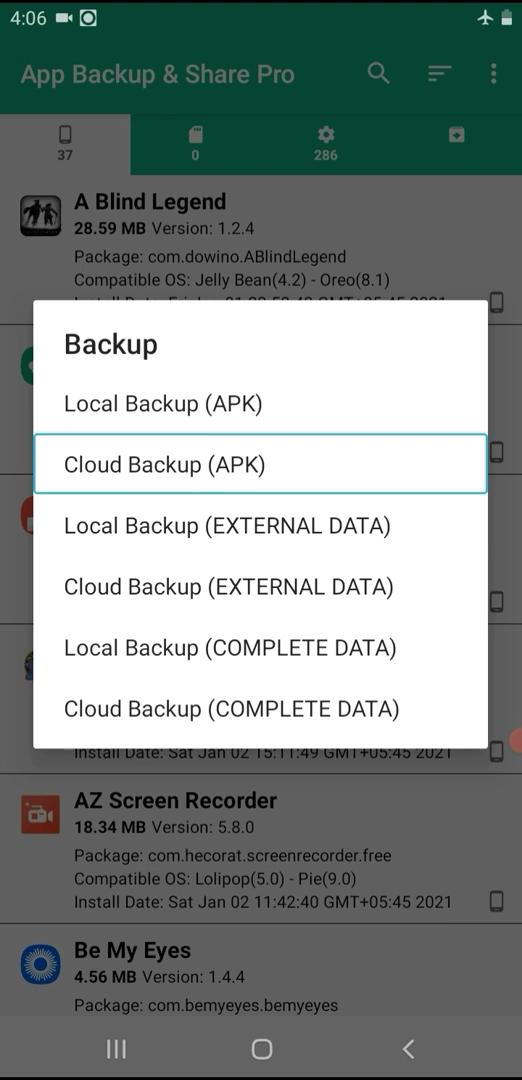 4:06
App Backup & Share Pro
37
0
286
A Blind Legend
28.59 MB Version: 1.2.4
Package: com.dowino.ABlindLegend
Compatible OS: Jelly Bean(4.2) - Oreo(8.1)
Backup
Local Backup (APK)
Cloud Backup (APK)
Local Backup (EXTERNAL DATA)
Cloud Backup (EXTERNAL DATA)
Local Backup (COMPLETE DATA)
Cloud Backup (COMPLETE DATA)
Install Date: Sat Jan 02 15:11:49 GMT+05:45 2021
AZ Screen Recorder
18.34 MB Version: 5.8.0
Package: com.hecorat.screenrecorder.free
Compatible OS: Lolipop(5.0) - Pie(9.0)
Install Date: Sat Jan 02 11:42:40 GMT+05:45 2021
Be My Eyes
4.56 MB Version: 1.4.4
Package: com.bemyeyes.bemyeyes